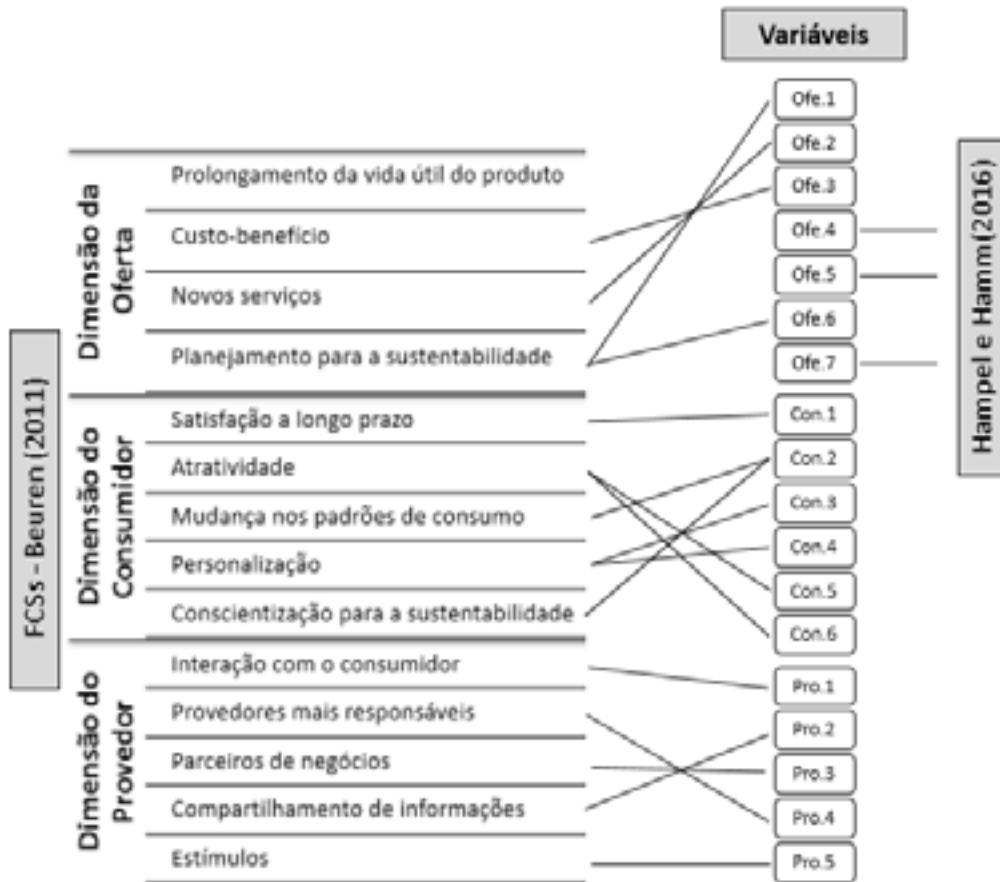 Variáveis
FCSs - Beuren (2011)
Dimensão da
Oferta
Prolongamento da vida útil do produto
Custo-benefício
Novos serviços
Planejamento para a sustentabilidade
Dimensão do
Consumidor
Satisfação a longo prazo
Atratividade
Mudança nos padrões de consumo
Personalização
Conscientização para a sustentabilidade
Dimensão do
Provedor
Interação com o consumidor
Provedores mais responsáveis
Parceiros de negócios
Compartilhamento de informações
Estímulos
Ofe.1
Ofe.2
Ofe.3
Ofe.4
Ofe.5
Ofe.6
Ofe.7
Con.1
Con.2
Con.3
Con.4
Con.5
Con.6
Pro.1
Pro.2
Pro.3
Pro.4
Pro.5
Hampel e Hamm(2016)